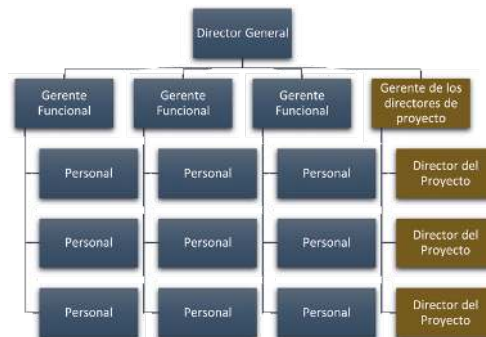 Director General
Gerente
Funcional
Gerente
Funcional
Gerente
Funcional
Gerente de los
directores de
proyecto
Personal
Personal
Personal
Director del
Proyecto
Personal
Personal
Personal
Director del
Proyecto
Personal
Personal
Personal
Director del
Proyecto